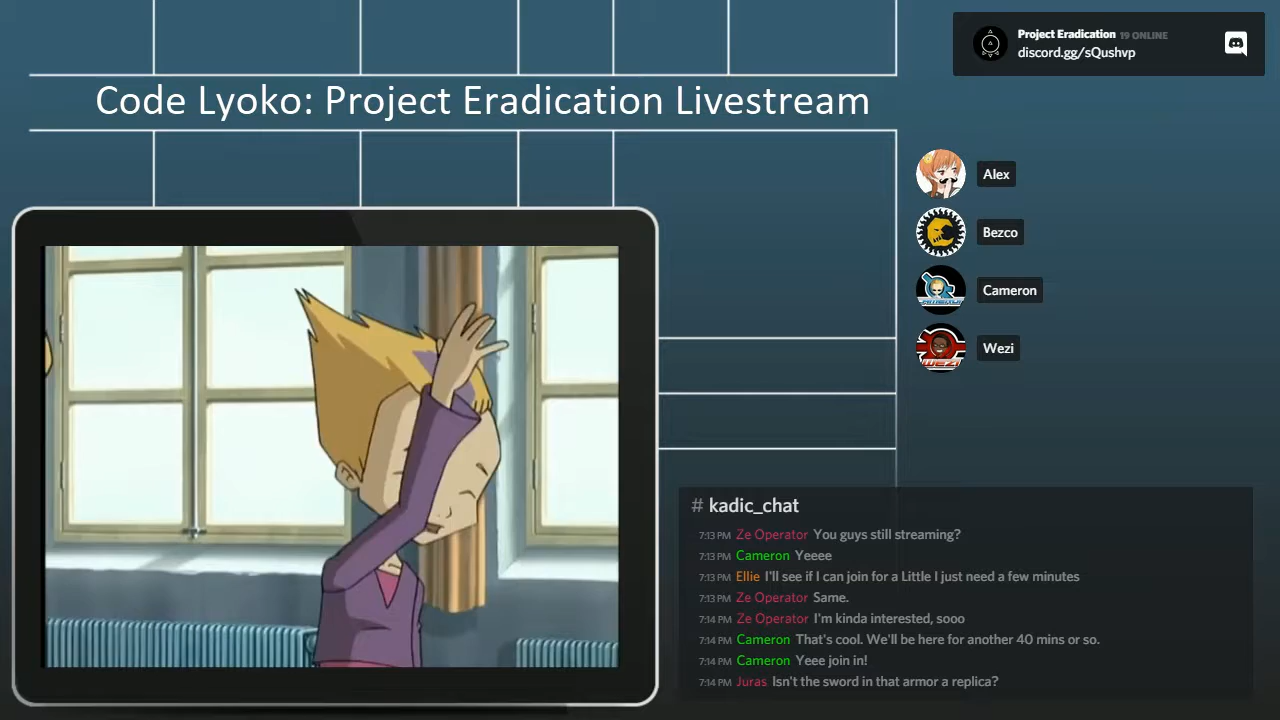 Project Eradication 19 ONLINE
discord.gg/sQushvp
Code Lyoko: Project Eradication Livestream
Alex
Bezco
Cameron
Wezi
WEZI
# kadic_chat
7:13 PM Ze Operator You guys still streaming?
7:13 PM Cameron Yeeee
7:13 PM Ellie I'll see if I can join for a Little I just need a few minutes
7:13 PM Ze Operator Same.
7:14 PM Ze Operator I'm kinda interested, sooo
7:14 PM Cameron That's cool. We'll be here for another 40 mins or so.
7:14 PM Cameron Yeee join in!
7:14 PM Juras Isn't the sword in that armor a replica?